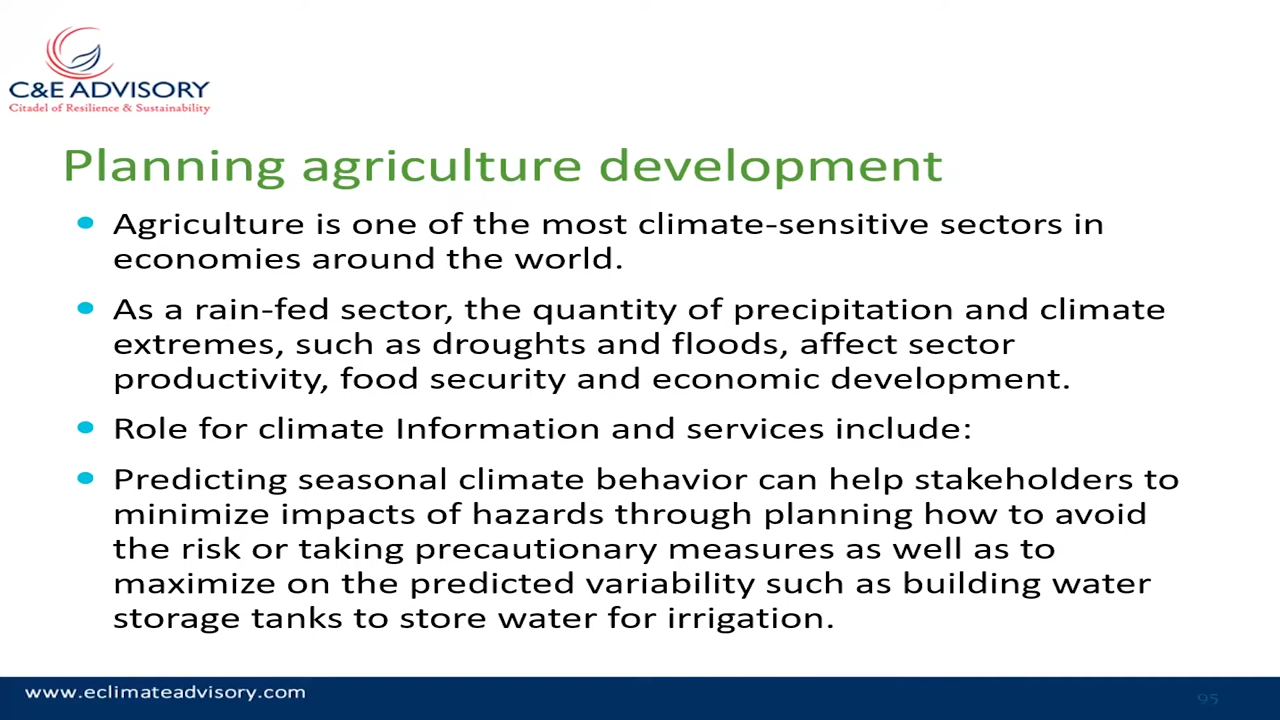 C&E ADVISORY
Citadel of Resilience & Sustainability
Planning agriculture development
• Agriculture is one of the most climate-sensitive sectors in
economies around the world.
• As a rain-fed sector, the quantity of precipitation and climate
extremes, such as droughts and floods, affect sector
productivity, food security and economic development.
• Role for climate Information and services include:
• Predicting seasonal climate behavior can help stakeholders to
minimize impacts of hazards through planning how to avoid
the risk or taking precautionary measures as well as to
maximize on the predicted variability such as building water
storage tanks to store water for irrigation.
www.eclimateadvisory.com
95